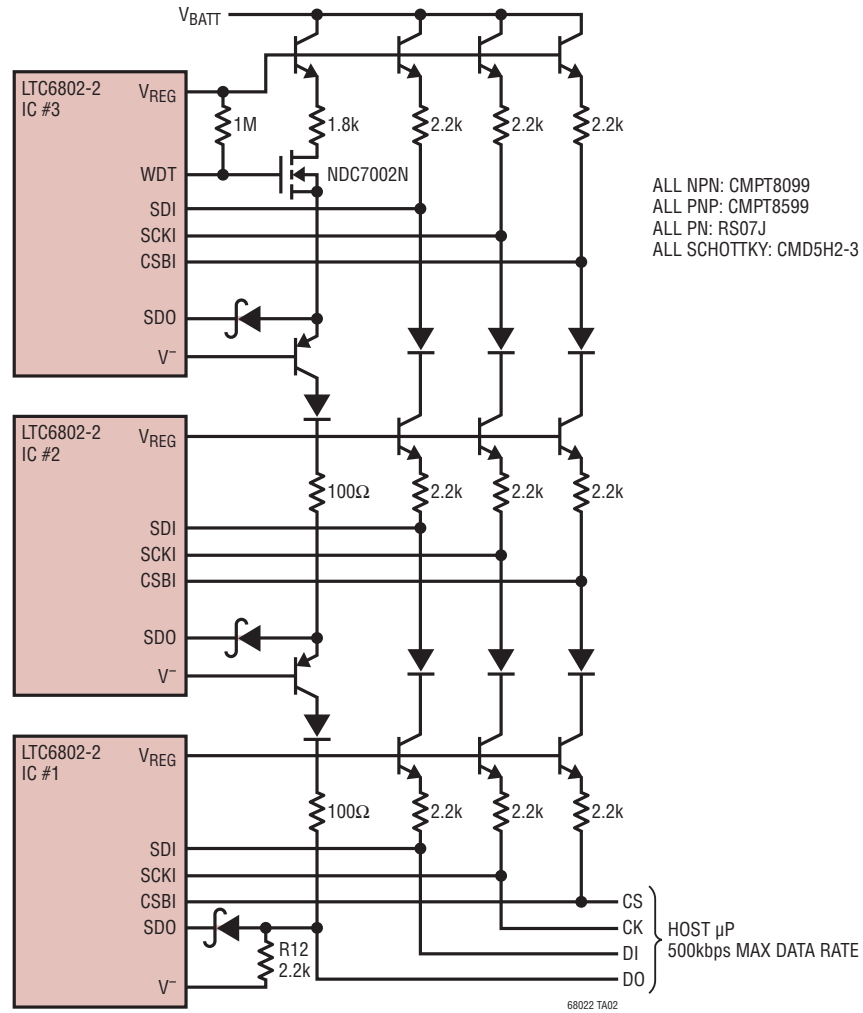 VBATT
LTC6802-2
IC #3
VREG
1M
1.8k
2.2k
2.2k
2.2k
WDT
NDC7002N
SDI
SCKI
CSBI
SDO
V−
ALL NPN: CMPT8099
ALL PNP: CMPT8599
ALL PN: RS07J
ALL SCHOTTKY: CMD5H2-3
LTC6802-2
IC #2
VREG
100Ω
2.2k
2.2k
2.2k
SDI
SCKI
CSBI
SDO
V−
LTC6802-2
IC #1
VREG
100Ω
2.2k
2.2k
2.2k
SDI
SCKI
CSBI
SDO
V−
R12
2.2k
CS
CK
DI
DO
HOST µP
500kbps MAX DATA RATE
68022 TA02